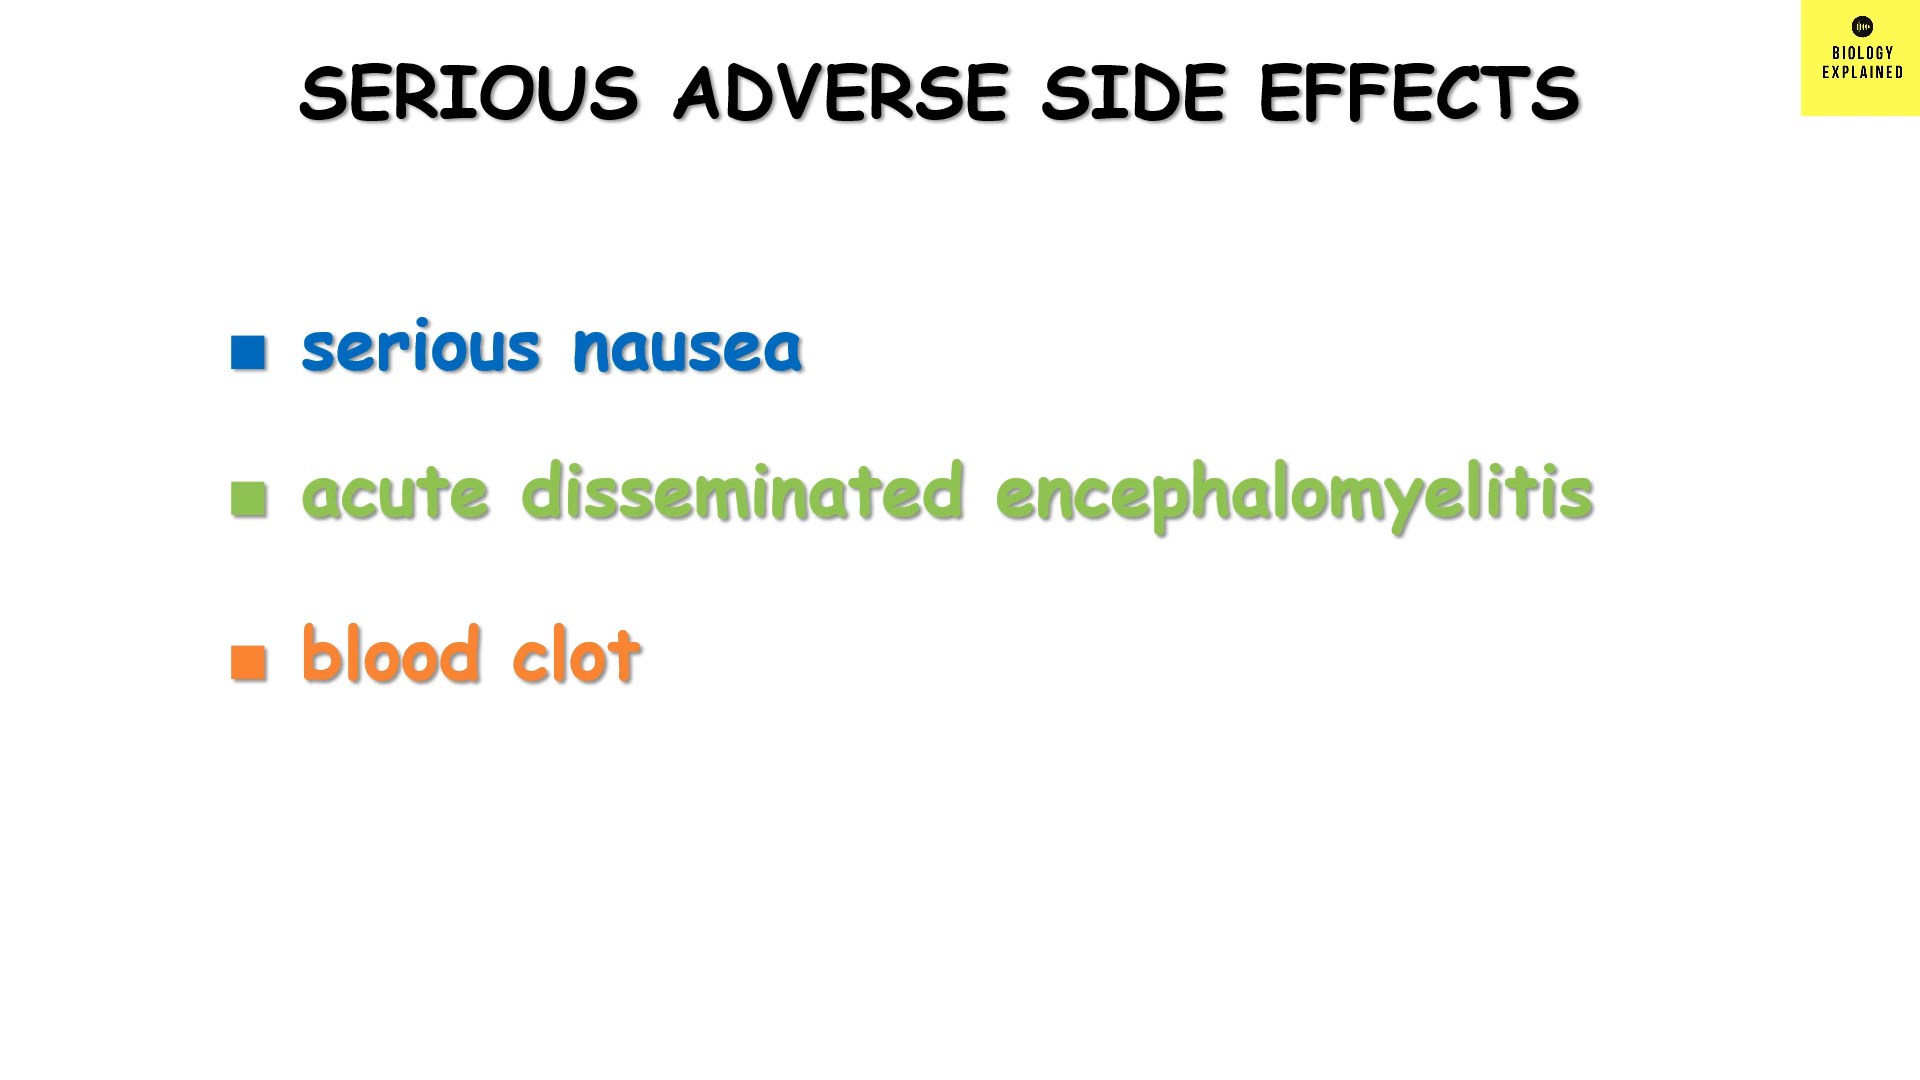 SERIOUS ADVERSE SIDE EFFECTS
BIOLOGY
EXPLAINED
■ serious nausea
■ acute disseminated encephalomyelitis
■ blood clot